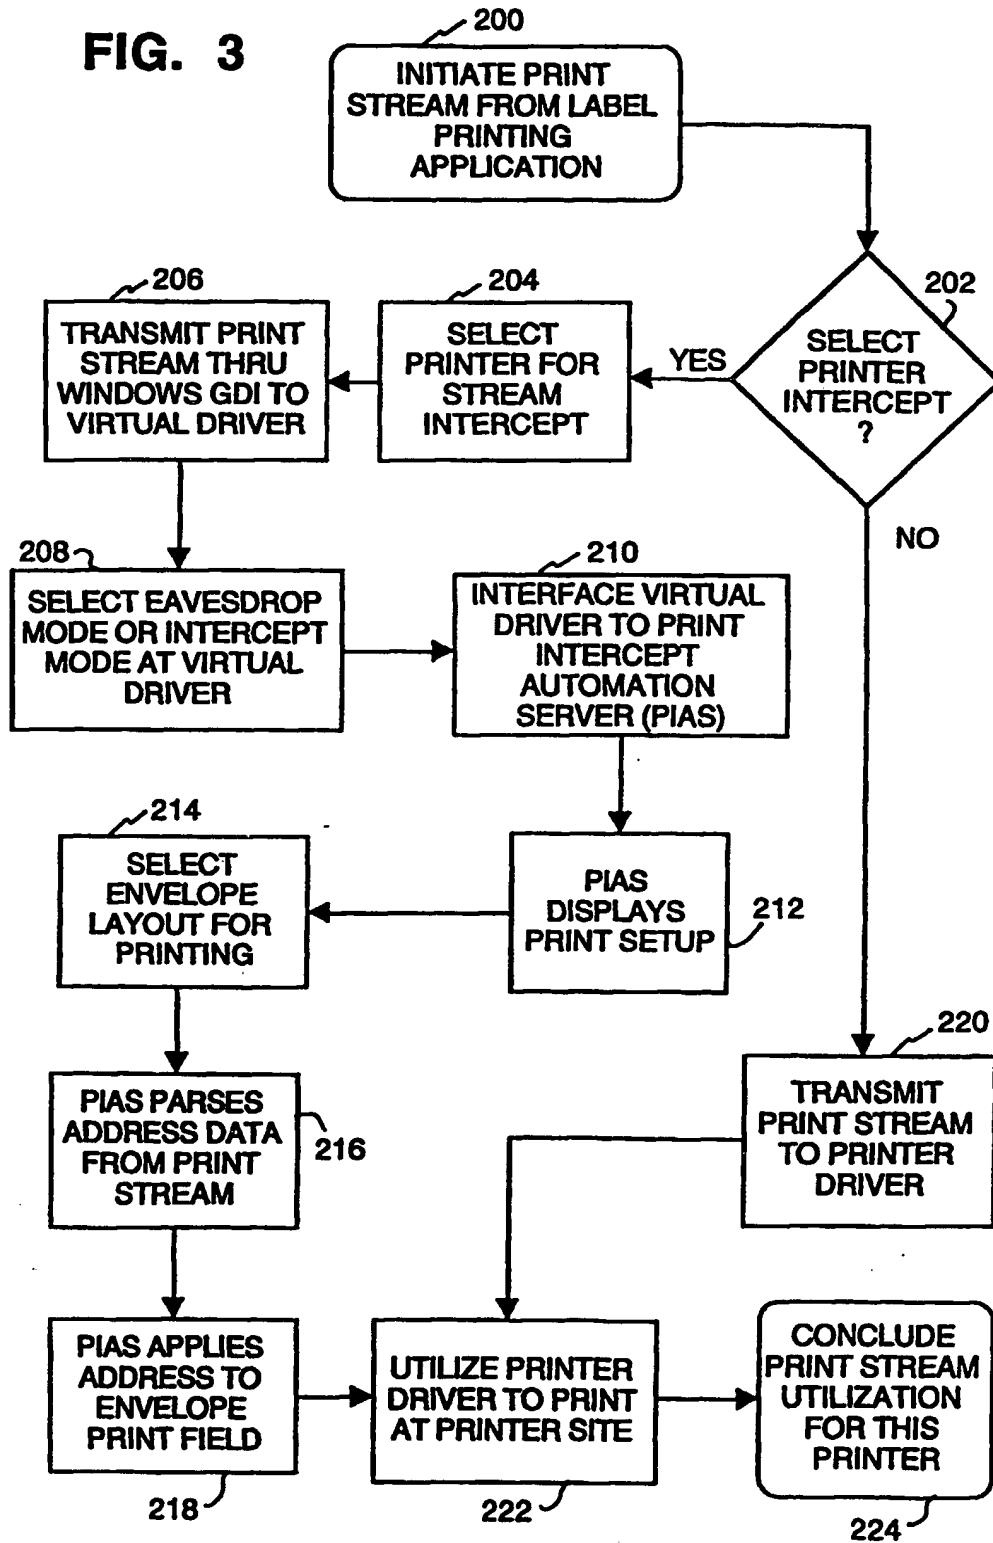 FIG. 3
200
INITIATE PRINT
STREAM FROM LABEL
PRINTING
APPLICATION
202
SELECT
PRINTER
INTERCEPT
?
YES
NO
204
SELECT
PRINTER FOR
STREAM
INTERCEPT
206
TRANSMIT PRINT
STREAM THRU
WINDOWS GDI TO
VIRTUAL DRIVER
208
SELECT EAVESDROP
MODE OR INTERCEPT
MODE AT VIRTUAL
DRIVER
210
INTERFACE VIRTUAL
DRIVER TO PRINT
INTERCEPT
AUTOMATION
SERVER (PIAS)
212
PIAS
DISPLAYS
PRINT SETUP
214
SELECT
ENVELOPE
LAYOUT FOR
PRINTING
216
PIAS PARSES
ADDRESS DATA
FROM PRINT
STREAM
220
TRANSMIT
PRINT STREAM
TO PRINTER
DRIVER
PIAS APPLIES
ADDRESS TO
ENVELOPE
PRINT FIELD
218
UTILIZE PRINTER
DRIVER TO PRINT
AT PRINTER SITE
222
CONCLUDE
PRINT STREAM
UTILIZATION
FOR THIS
PRINTER
224